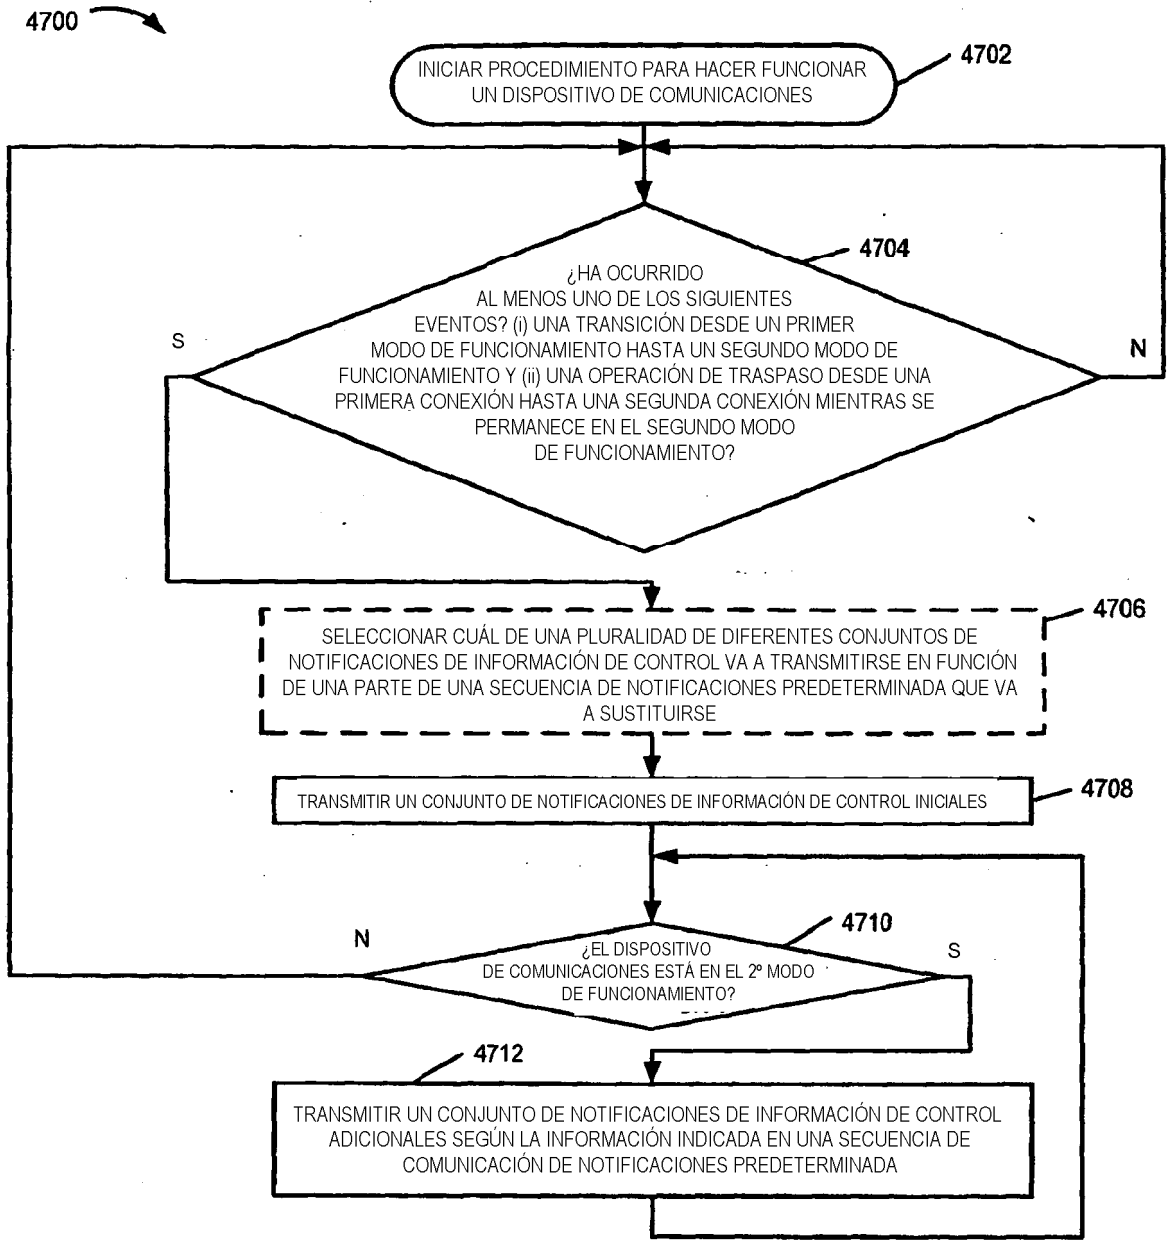 4700
4702
INICIAR PROCEDIMIENTO PARA HACER FUNCIONAR
UN DISPOSITIVO DE COMUNICACIONES
4704
¿HA OCURRIDO
AL MENOS UNO DE LOS SIGUIENTES
EVENTOS? (i) UNA TRANSICIÓN DESDE UN PRIMER
MODO DE FUNCIONAMIENTO HASTA UN SEGUNDO MODO DE
FUNCIONAMIENTO Y (ii) UNA OPERACIÓN DE TRASPASO DESDE UNA
PRIMERA CONEXIÓN HASTA UNA SEGUNDA CONEXIÓN MIENTRAS SE
PERMANECE EN EL SEGUNDO MODO
DE FUNCIONAMIENTO?
S
N
4706
SELECCIONAR CUÁL DE UNA PLURALIDAD DE DIFERENTES CONJUNTOS DE
NOTIFICACIONES DE INFORMACIÓN DE CONTROL VA A TRANSMITIRSE EN FUNCIÓN
DE UNA PARTE DE UNA SECUENCIA DE NOTIFICACIONES PREDETERMINADA QUE VA
A SUSTITUIRSE
4708
TRANSMITIR UN CONJUNTO DE NOTIFICACIONES DE INFORMACIÓN DE CONTROL INICIALES
4710
N
S
¿EL DISPOSITIVO
DE COMUNICACIONES ESTÁ EN EL 2º MODO
DE FUNCIONAMIENTO?
4712
TRANSMITIR UN CONJUNTO DE NOTIFICACIONES DE INFORMACIÓN DE CONTROL
ADICIONALES SEGÚN LA INFORMACIÓN INDICADA EN UNA SECUENCIA DE
COMUNICACIÓN DE NOTIFICACIONES PREDETERMINADA